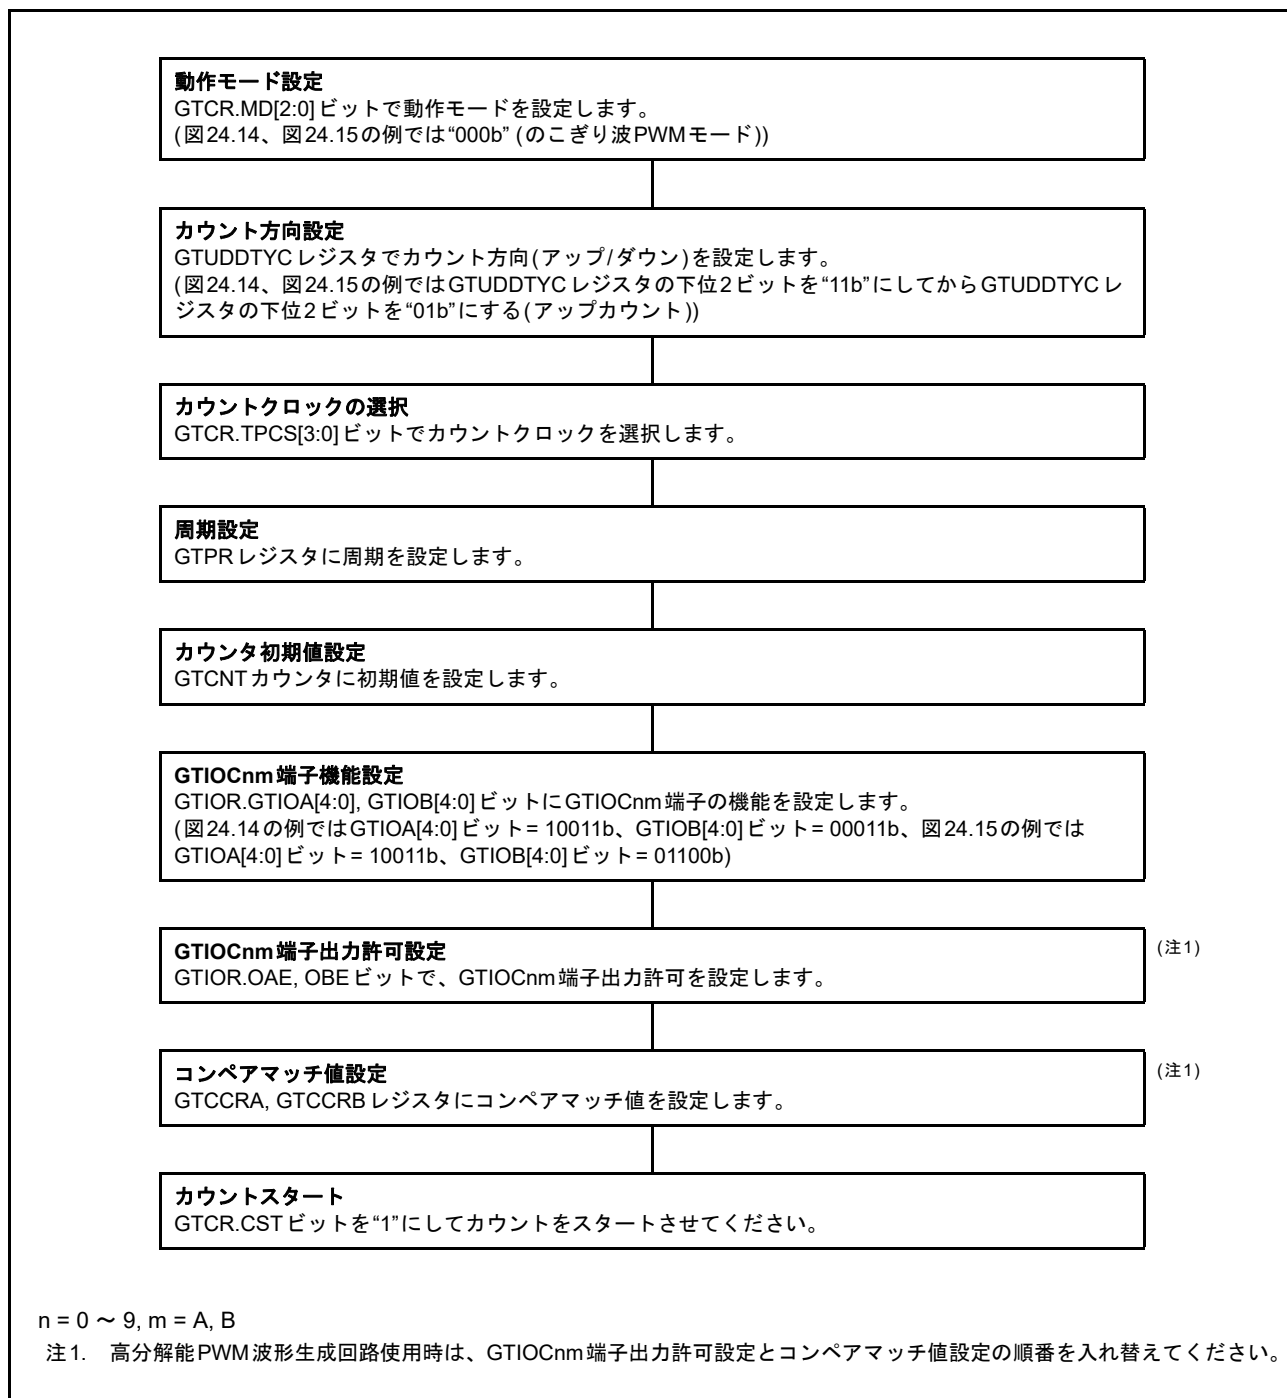 動作モード設定
GTCR.MD[2:0]ビットで動作モードを設定します。
(図24.14、図24.15の例では“000b” (のこぎり波PWMモード))
カウント方向設定
GTUDDTYCレジスタでカウント方向(アップ/ダウン)を設定します。
(図24.14、図24.15の例ではGTUDDTYCレジスタの下位2ビットを“11b”にしてからGTUDDTYCレ
ジスタの下位2ビットを“01b”にする(アップカウント))
カウントクロックの選択
GTCR.TPCS[3:0]ビットでカウントクロックを選択します。
周期設定
GTPRレジスタに周期を設定します。
カウンタ初期値設定
GTCNTカウンタに初期値を設定します。
GTIOCnm端子機能設定
GTIOR.GTIOA[4:0], GTIOB[4:0]ビットにGTIOCnm端子の機能を設定します。
(図24.14の例ではGTIOA[4:0]ビット= 10011b、GTIOB[4:0]ビット= 00011b、図24.15の例では
GTIOA[4:0]ビット= 10011b、GTIOB[4:0]ビット= 01100b)
GTIOCnm端子出力許可設定 (注1)
GTIOR.OAE, OBEビットで、GTIOCnm端子出力許可を設定します。
コンペアマッチ値設定 (注1)
GTCCRA, GTCCRBレジスタにコンペアマッチ値を設定します。
カウントスタート
GTCR.CSTビットを“1”にしてカウントをスタートさせてください。
n = 0 ～ 9, m = A, B
注1. 高分解能PWM波形生成回路使用時は、GTIOCnm端子出力許可設定とコンペアマッチ値設定の順番を入れ替えてください。